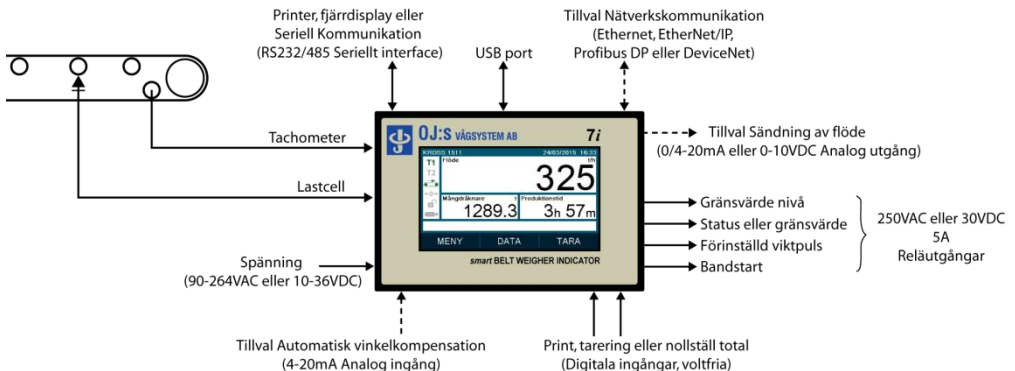 Printer, fjärrdisplay eller
Seriell Kommunikation
(RS232/485 Seriellt interface)
USB port
Tillval Nätverkskommunikation
(Ethernet, EtherNet/IP,
Profibus DP eller DeviceNet)
Tachometer
Lastcell
Spänning
(90-264VAC eller 10-36VDC)
OJ:S VÅGSYSTEM AB
7i
KROSS 1511
24/03/2015 16:33
T1
T2
Flöde
t/h
325
Mängdräknare
t
1289.3
Produktionstid
3h 57m
MENY
DATA
TARA
smart BELT WEIGHER INDICATOR
Tillval Sändning av flöde
(0/4-20mA eller 0-10VDC Analog utgång)
Gränsvärde nivå
Status eller gränsvärde
Förinställd viktpuls
Bandstart
250VAC eller 30VDC
5A
Reläutgångar
Tillval Automatisk vinkelkompensation
(4-20mA Analog ingång)
Print, tarering eller nollställ total
(Digitala ingångar, voltfria)